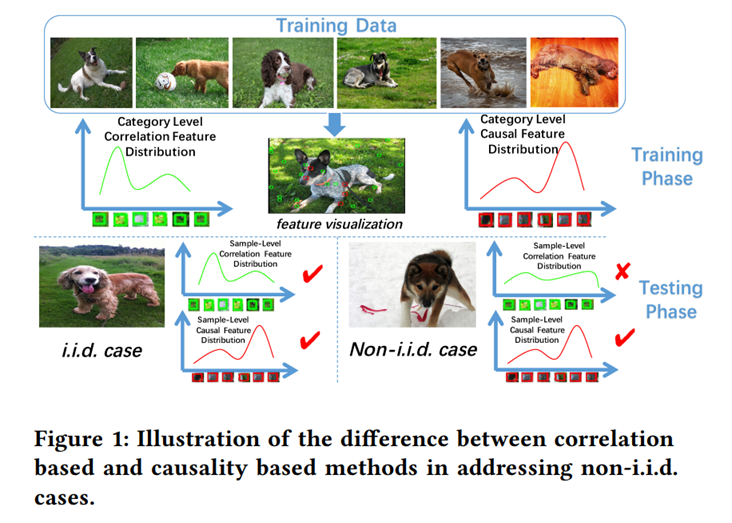 Training Data
Category Level
Correlation Feature
Distribution
Category Level
Causal Feature
Distribution
Training
Phase
feature visualization
Sample-Level
Correlation Feature
Distribution
Sample-Level
Causal Feature
Distribution
i.i.d. case
Sample-Level
Correlation Feature
Distribution
Sample-Level
Causal Feature
Distribution
Non-i.i.d. case
Testing
Phase
Figure 1: Illustration of the difference between correlation
based and causality based methods in addressing non-i.i.d.
cases.